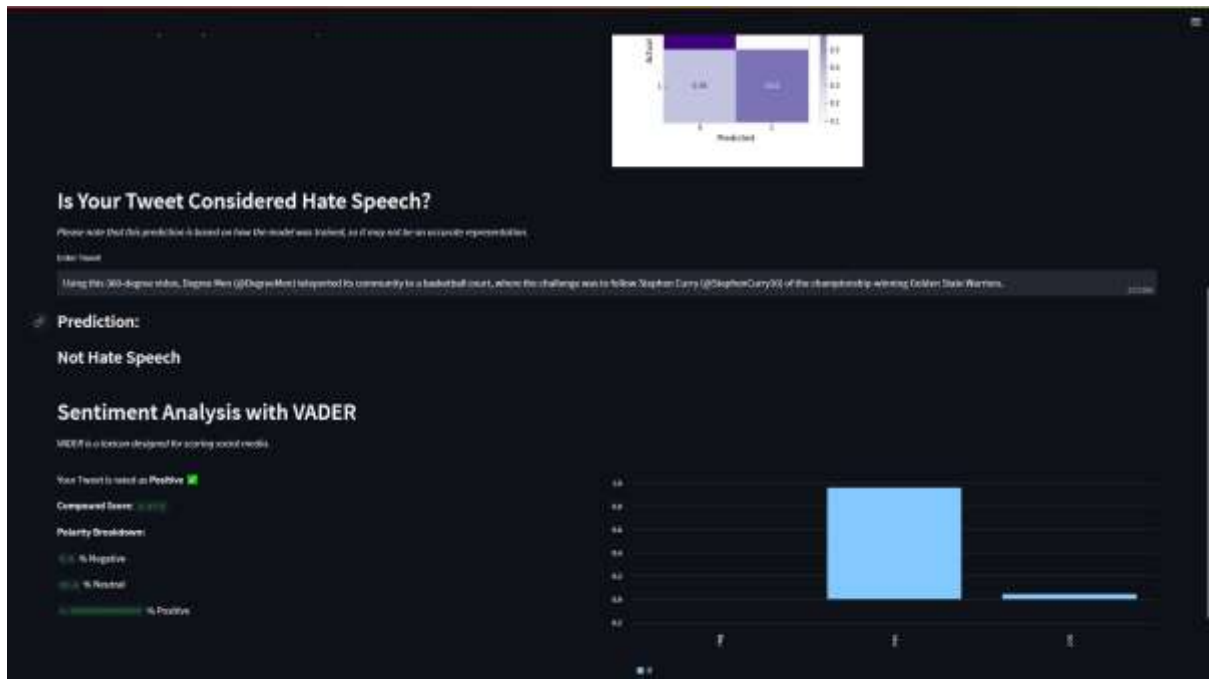 Actual
1
0
1
Predicted
Is Your Tweet Considered Hate Speech?
Please note that this prediction is based on how the model was trained, so it may not be an accurate representation.
Enter Tweet
Using this 360-degree video, Degree Men (@DegreeMen) teleported its community to a basketball court, where the challenge was to follow Stephen Curry (@StephenCurry30) of the championship-winning Golden State Warriors.
Prediction:
Not Hate Speech
Sentiment Analysis with VADER
VADER is a lexicon designed for scoring social media.
Your Tweet is rated as Positive ✅
Compound Score:
Polarity Breakdown:
% Negative
% Neutral
% Positive